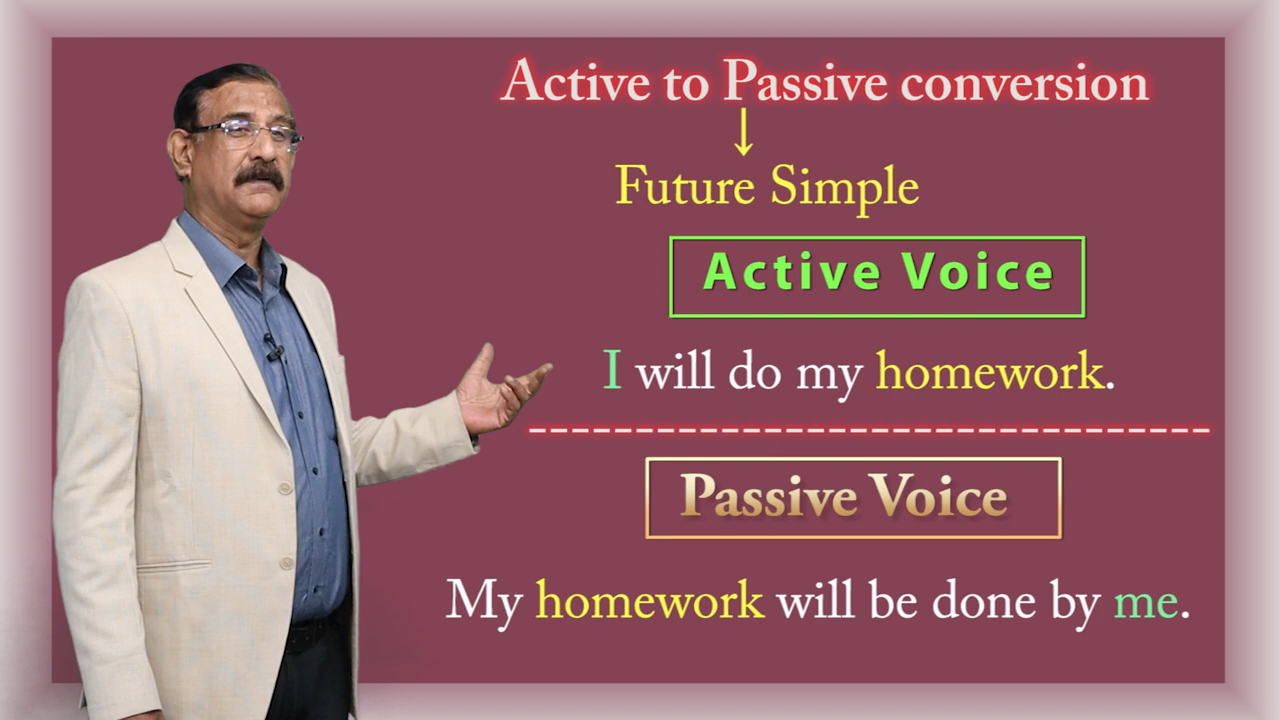 Active to Passive conversion
Future Simple
Active Voice
I will do my homework.
Passive Voice
My homework will be done by me.